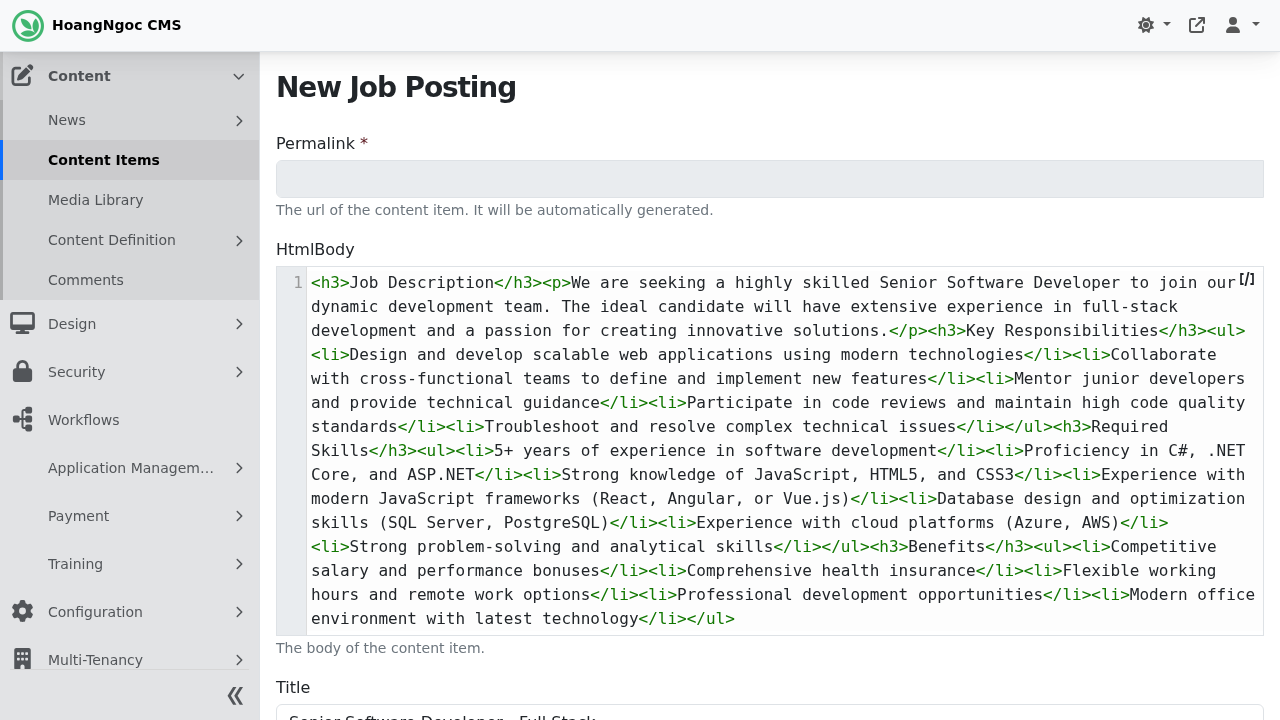 HoangNgoc CMS
Content
News
Content Items
Media Library
Content Definition
Comments
Design
Security
Workflows
Application Managem...
Payment
Training
Configuration
Multi-Tenancy
New Job Posting
Permalink *
The url of the content item. It will be automatically generated.
HtmlBody
1
<h3>Job Description</h3><p>We are seeking a highly skilled Senior Software Developer to join our
[/]
dynamic development team. The ideal candidate will have extensive experience in full-stack
development and a passion for creating innovative solutions.</p><h3>Key Responsibilities</h3><ul>
<li>Design and develop scalable web applications using modern technologies</li><li>Collaborate
with cross-functional teams to define and implement new features</li><li>Mentor junior developers
and provide technical guidance</li><li>Participate in code reviews and maintain high code quality
standards</li><li>Troubleshoot and resolve complex technical issues</li></ul><h3>Required
Skills</h3><ul><li>5+ years of experience in software development</li><li>Proficiency in C#, .NET
Core, and ASP.NET</li><li>Strong knowledge of JavaScript, HTML5, and CSS3</li><li>Experience with
modern JavaScript frameworks (React, Angular, or Vue.js)</li><li>Database design and optimization
skills (SQL Server, PostgreSQL)</li><li>Experience with cloud platforms (Azure, AWS)</li>
<li>Strong problem-solving and analytical skills</li></ul><h3>Benefits</h3><ul><li>Competitive
salary and performance bonuses</li><li>Comprehensive health insurance</li><li>Flexible working
hours and remote work options</li><li>Professional development opportunities</li><li>Modern office
environment with latest technology</li></ul>
The body of the content item.
Title
Senior Software Developer - Full Stack